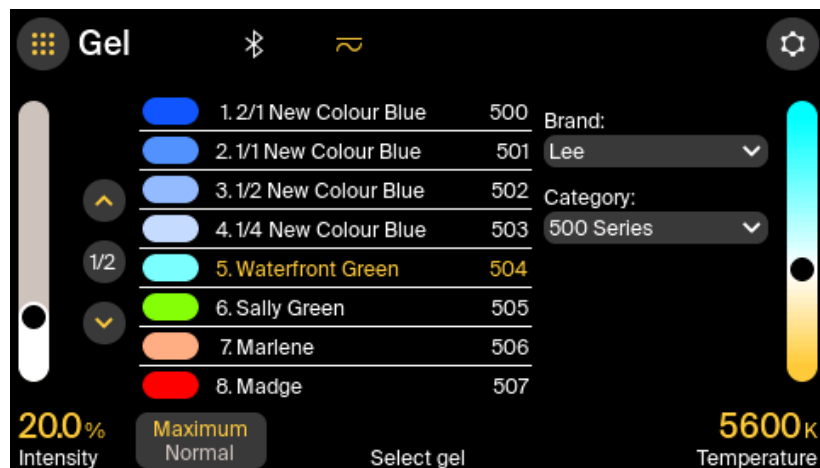 Gel
1. 2/1 New Colour Blue 500
2. 1/1 New Colour Blue 501
3. 1/2 New Colour Blue 502
4. 1/4 New Colour Blue 503
5. Waterfront Green 504
6. Sally Green 505
7. Marlene 506
8. Madge 507
1/2
Brand:
Lee
Category:
500 Series
20.0 %
Intensity
Maximum
Normal
Select gel
5600 K
Temperature